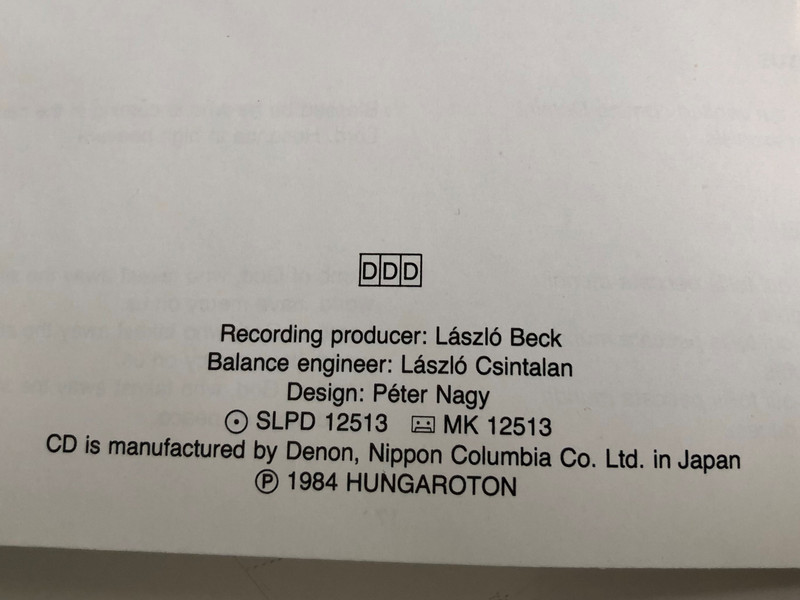 DDD
Recording producer: László Beck
Balance engineer: László Csintalan
Design: Péter Nagy
SLPD 12513 MK 12513
CD is manufactured by Denon, Nippon Columbia Co. Ltd. in Japan
Ⓟ 1984 HUNGAROTON